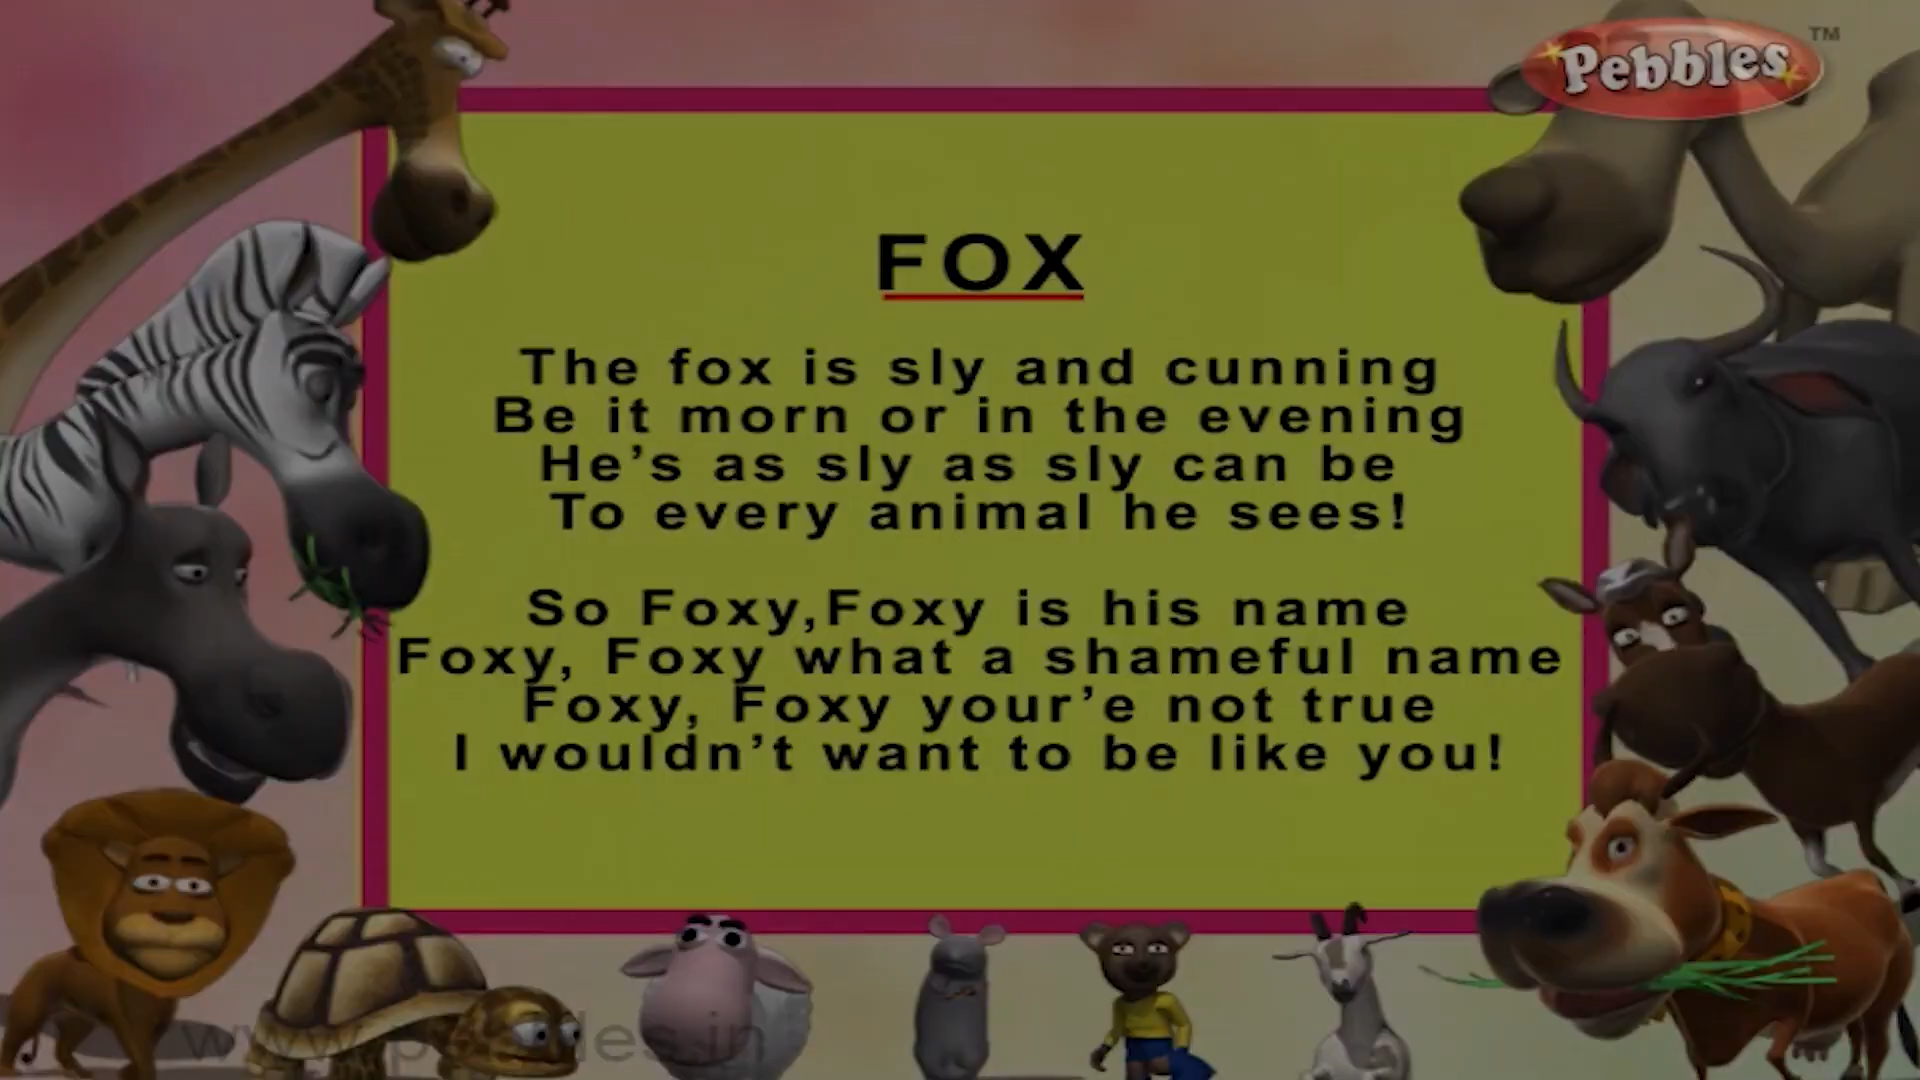 Pebbles™
FOX
The fox is sly and cunning
Be it morn or in the evening
He's as sly as sly can be
To every animal he sees!
So Foxy,Foxy is his name
Foxy, Foxy what a shameful name
Foxy, Foxy your'e not true
I wouldn't want to be like you!